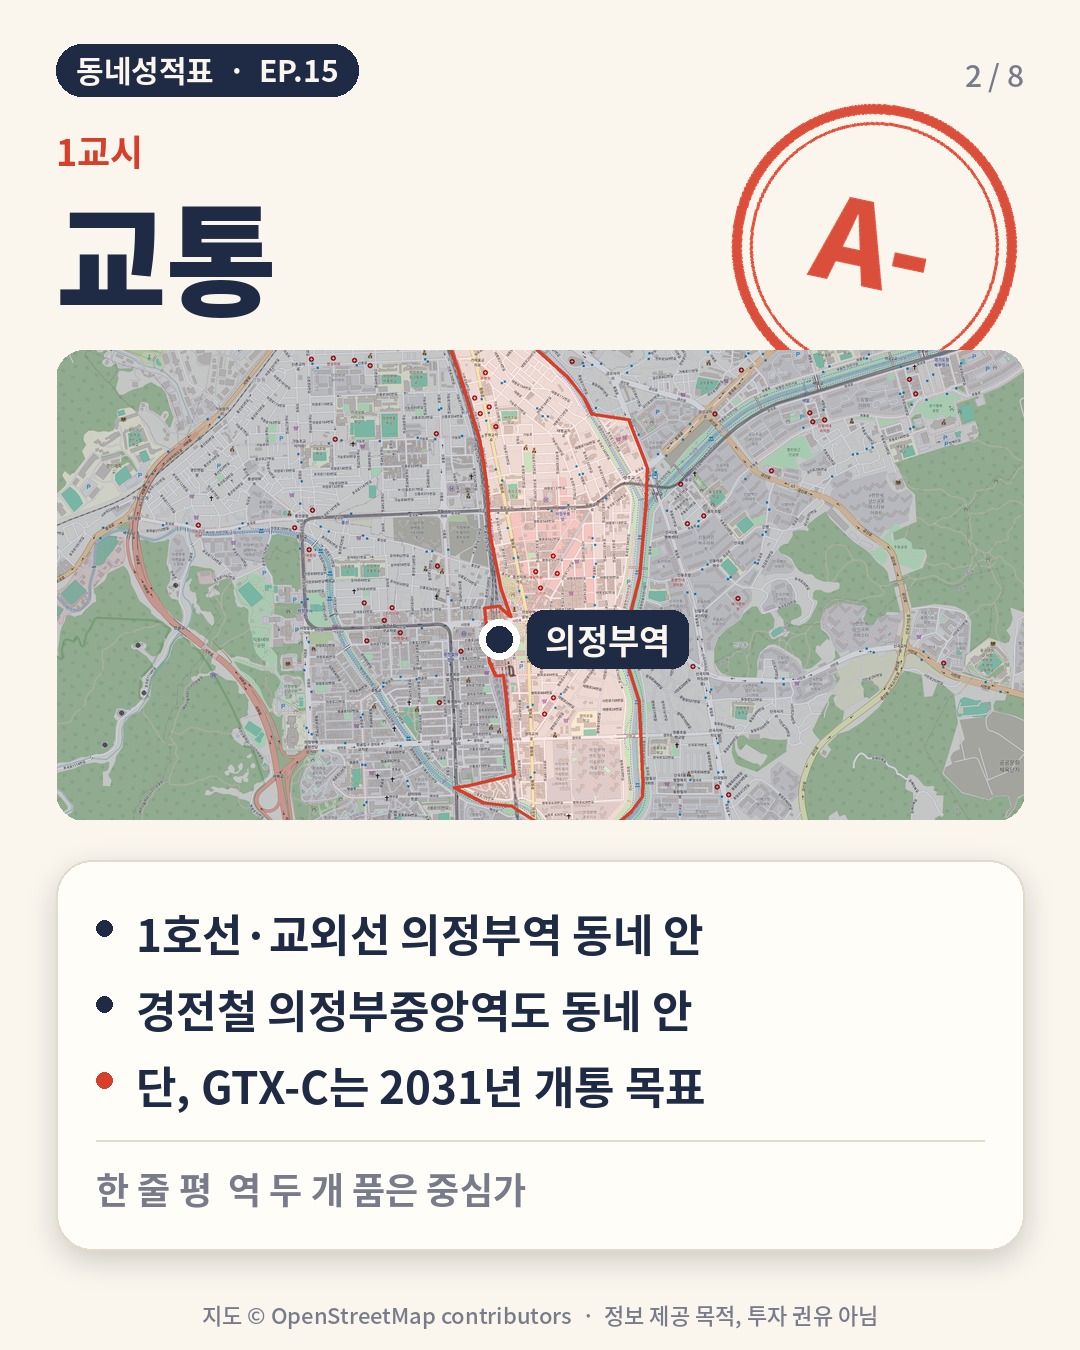 동네성적표 · EP.15
2 / 8
1교시
교통
A-
의정부역
1호선·교외선 의정부역 동네 안
경전철 의정부중앙역도 동네 안
단, GTX-C는 2031년 개통 목표
한 줄 평 역 두 개 품은 중심가
지도 © OpenStreetMap contributors · 정보 제공 목적, 투자 권유 아님